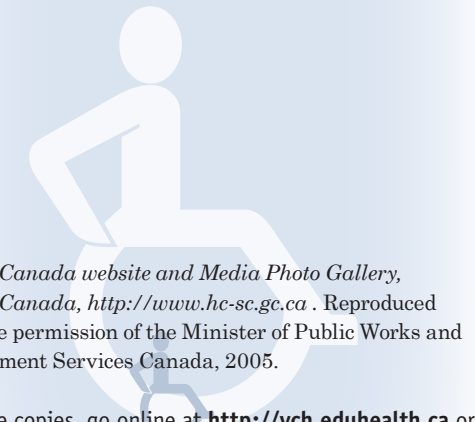 Canada website and Media Photo Gallery,
Canada, http://www.hc-sc.gc.ca . Reproduced
e permission of the Minister of Public Works and
ment Services Canada, 2005.
e copies, go online at http://vch.eduhealth.ca or